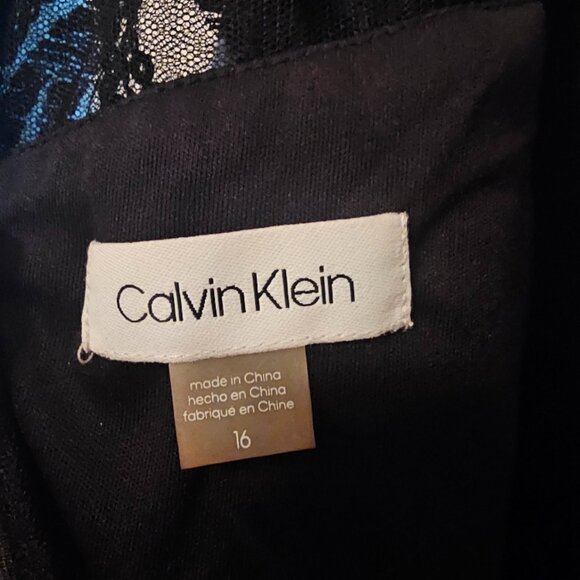 Calvin Klein
made in China
hecho en China
fabriqué en Chine
16